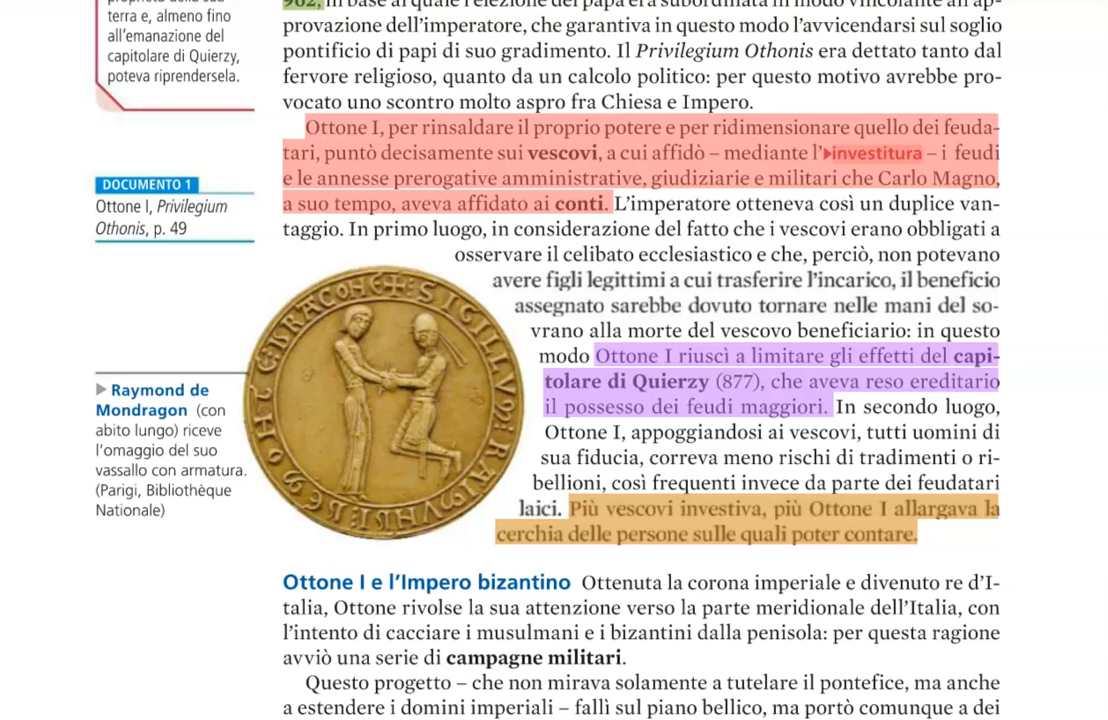 proprietà della sua
terra e, almeno fino
all'emanazione del
capitolare di Quierzy,
poteva riprendersela.
962, in base al quale l'elezione del papa era subordinata in modo vincolante all'ap-
provazione dell'imperatore, che garantiva in questo modo l'avvicendarsi sul soglio
pontificio di papi di suo gradimento. Il Privilegium Othonis era dettato tanto dal
fervore religioso, quanto da un calcolo politico: per questo motivo avrebbe pro-
vocato uno scontro molto aspro fra Chiesa e Impero.
Ottone I, per rinsaldare il proprio potere e per ridimensionare quello dei feuda-
tari, puntò decisamente sui vescovi, a cui affidò – mediante l'▶investitura – i feudi
e le annesse prerogative amministrative, giudiziarie e militari che Carlo Magno,
a suo tempo, aveva affidato ai conti. L'imperatore otteneva così un duplice van-
taggio. In primo luogo, in considerazione del fatto che i vescovi erano obbligati a
osservare il celibato ecclesiastico e che, perciò, non potevano
avere figli legittimi a cui trasferire l'incarico, il beneficio
assegnato sarebbe dovuto tornare nelle mani del so-
vrano alla morte del vescovo beneficiario: in questo
modo Ottone I riuscì a limitare gli effetti del capi-
tolare di Quierzy (877), che aveva reso ereditario
il possesso dei feudi maggiori. In secondo luogo,
Ottone I, appoggiandosi ai vescovi, tutti uomini di
sua fiducia, correva meno rischi di tradimenti o ri-
bellioni, così frequenti invece da parte dei feudatari
laici. Più vescovi investiva, più Ottone I allargava la
cerchia delle persone sulle quali poter contare.
DOCUMENTO 1
Ottone I, Privilegium
Othonis, p. 49
▶ Raymond de
Mondragon (con
abito lungo) riceve
l'omaggio del suo
vassallo con armatura.
(Parigi, Bibliothèque
Nationale)
Ottone I e l'Impero bizantino Ottenuta la corona imperiale e divenuto re d'I-
talia, Ottone rivolse la sua attenzione verso la parte meridionale dell'Italia, con
l'intento di cacciare i musulmani e i bizantini dalla penisola: per questa ragione
avviò una serie di campagne militari.
Questo progetto – che non mirava solamente a tutelare il pontefice, ma anche
a estendere i domini imperiali – fallì sul piano bellico, ma portò comunque a dei